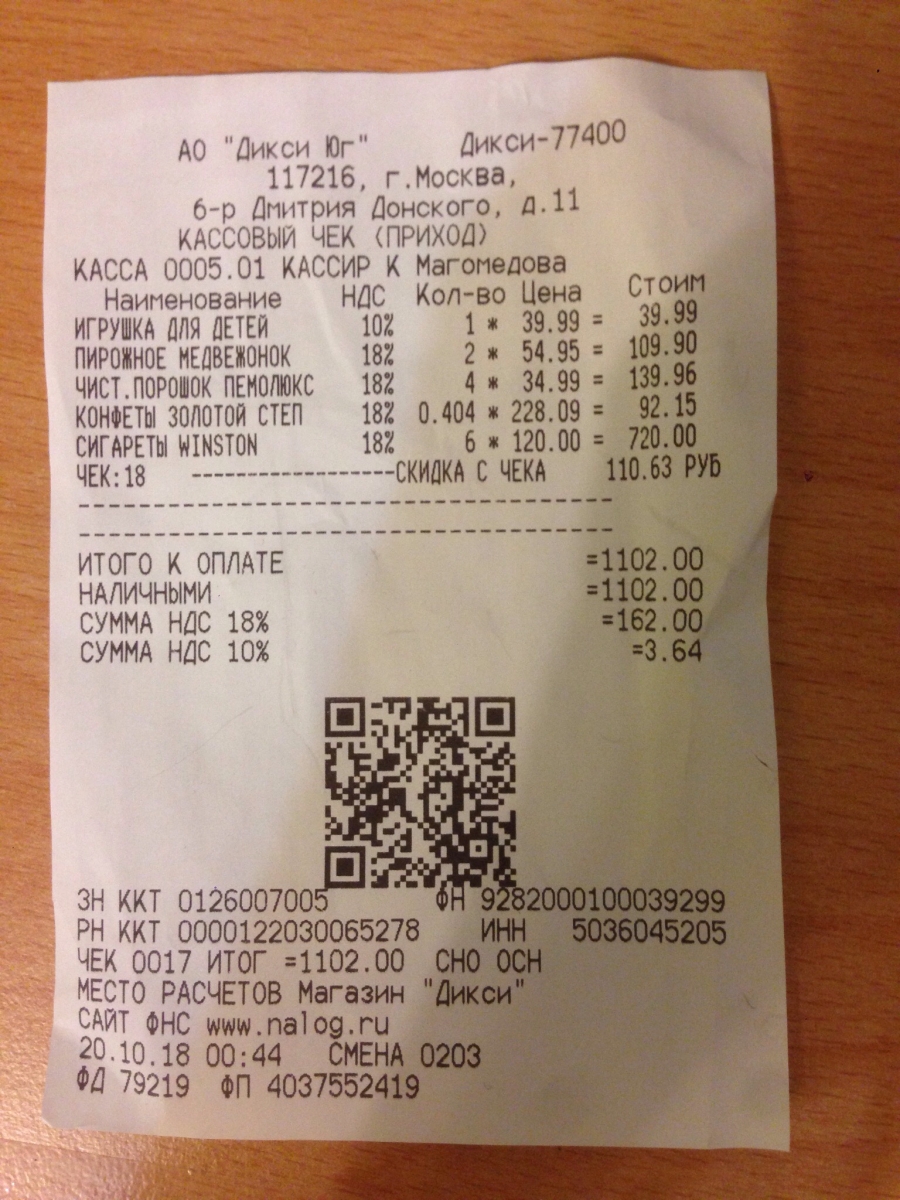 АО "Дикси Юг" Дикси-77400
117216, г.Москва,
б-р Дмитрия Донского, д.11
КАССОВЫЙ ЧЕК (ПРИХОД)
КАССА 0005.01 КАССИР К Магомедова
Наименование НДС Кол-во Цена Стоим
ИГРУШКА ДЛЯ ДЕТЕЙ 10% 1 * 39.99 = 39.99
ПИРОЖНОЕ МЕДВЕЖОНОК 18% 2 * 54.95 = 109.90
ЧИСТ.ПОРОШОК ПЕМОЛЮКС 18% 4 * 34.99 = 139.96
КОНФЕТЫ ЗОЛОТОЙ СТЕП 18% 0.404 * 228.09 = 92.15
СИГАРЕТЫ WINSTON 18% 6 * 120.00 = 720.00
ЧЕК:18 ------------------СКИДКА С ЧЕКА 110.63 РУБ
------------------------------------
------------------------------------
ИТОГО К ОПЛАТЕ =1102.00
НАЛИЧНЫМИ =1102.00
СУММА НДС 18% =162.00
СУММА НДС 10% =3.64
ЗН ККТ 0126007005 ФН 9282000100039299
РН ККТ 0000122030065278 ИНН 5036045205
ЧЕК 0017 ИТОГ =1102.00 СНО ОСН
МЕСТО РАСЧЕТОВ Магазин "Дикси"
САЙТ ФНС www.nalog.ru
20.10.18 00:44 СМЕНА 0203
ФД 79219 ФП 4037552419